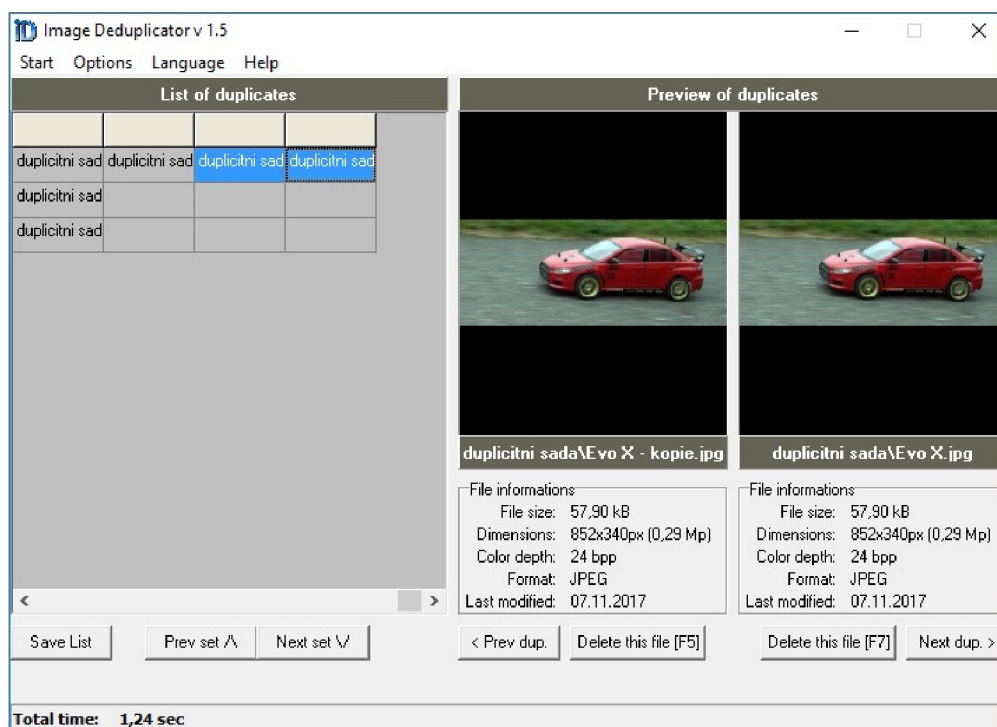 Image Deduplicator v 1.5
Start Options Language Help
List of duplicates
duplicitni sad duplicitni sad duplicitni sad duplicitni sad
duplicitni sad
duplicitni sad
Save List Prev set /\ Next set \/
Preview of duplicates
duplicitni sada\Evo X - kopie.jpg
File informations
File size: 57,90 kB
Dimensions: 852x340px (0,29 Mp)
Color depth: 24 bpp
Format: JPEG
Last modified: 07.11.2017
< Prev dup. Delete this file [F5]
duplicitni sada\Evo X.jpg
File informations
File size: 57,90 kB
Dimensions: 852x340px (0,29 Mp)
Color depth: 24 bpp
Format: JPEG
Last modified: 07.11.2017
Delete this file [F7] Next dup. >
Total time: 1,24 sec